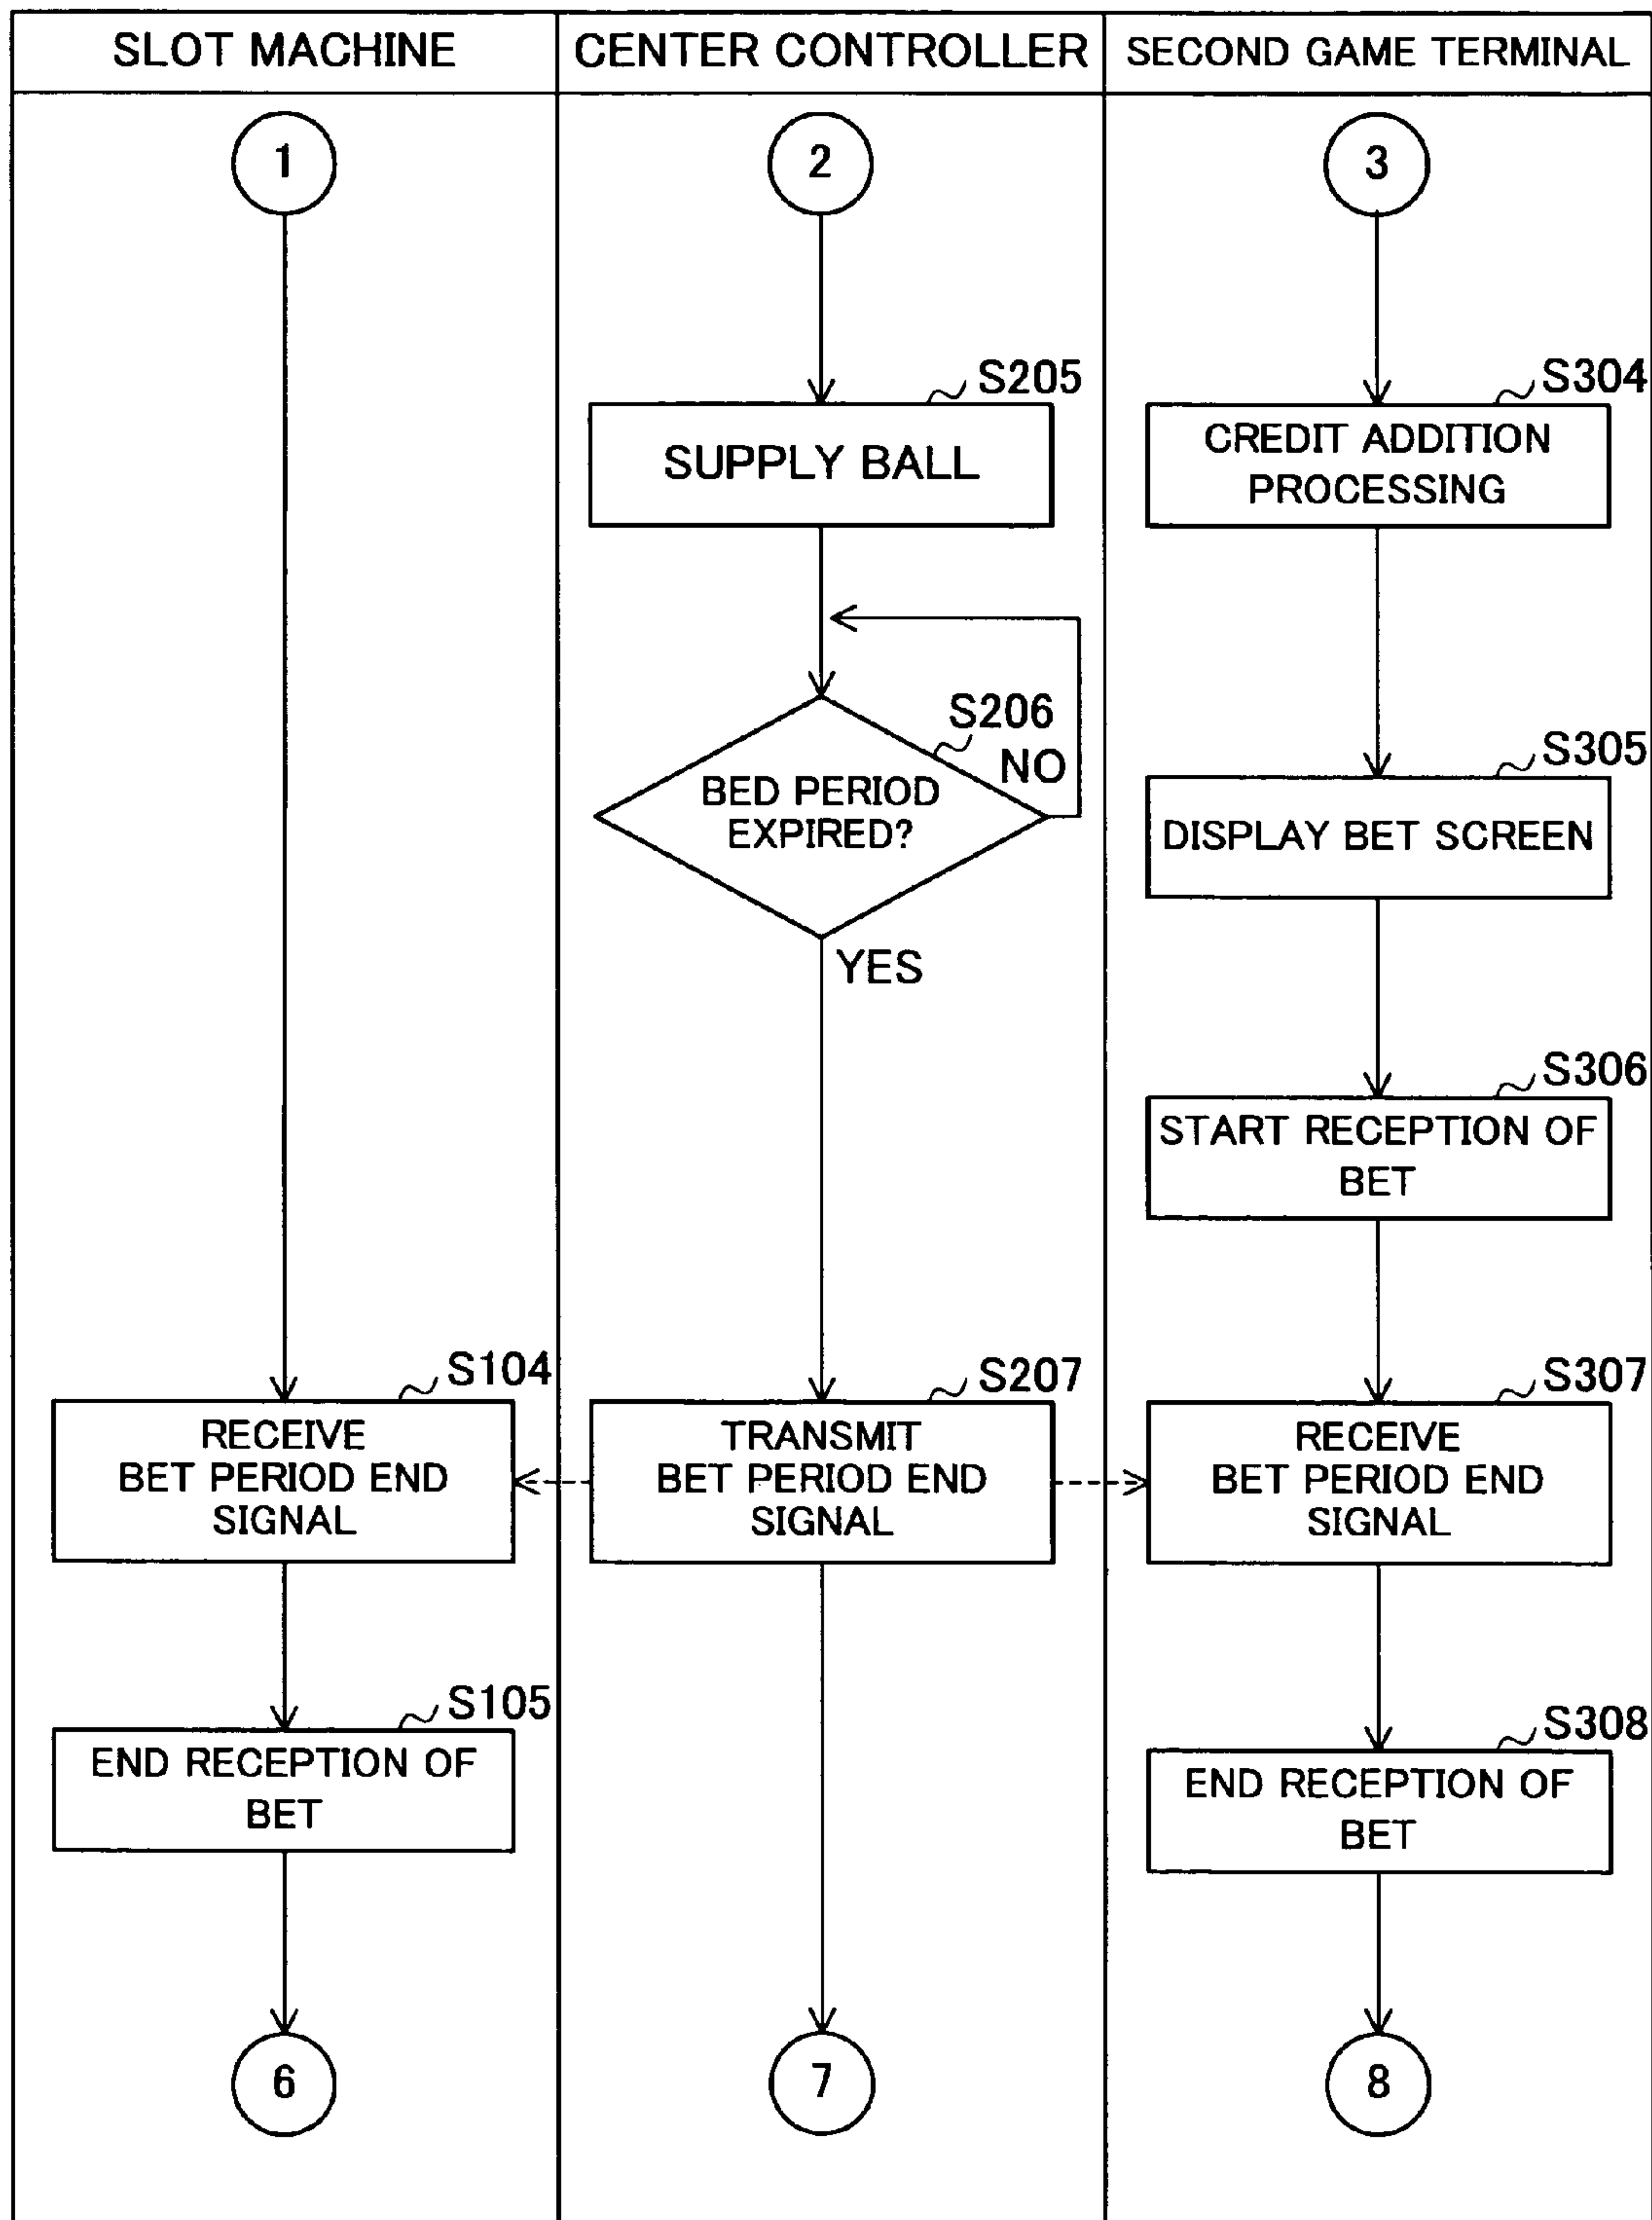 SLOT MACHINE
CENTER CONTROLLER
SECOND GAME TERMINAL
1
2
3
S205
SUPPLY BALL
S304
CREDIT ADDITION
PROCESSING
S206
NO
BED PERIOD
EXPIRED?
YES
S305
DISPLAY BET SCREEN
S306
START RECEPTION OF
BET
S104
RECEIVE
BET PERIOD END
SIGNAL
S207
TRANSMIT
BET PERIOD END
SIGNAL
S307
RECEIVE
BET PERIOD END
SIGNAL
S105
END RECEPTION OF
BET
S308
END RECEPTION OF
BET
6
7
8